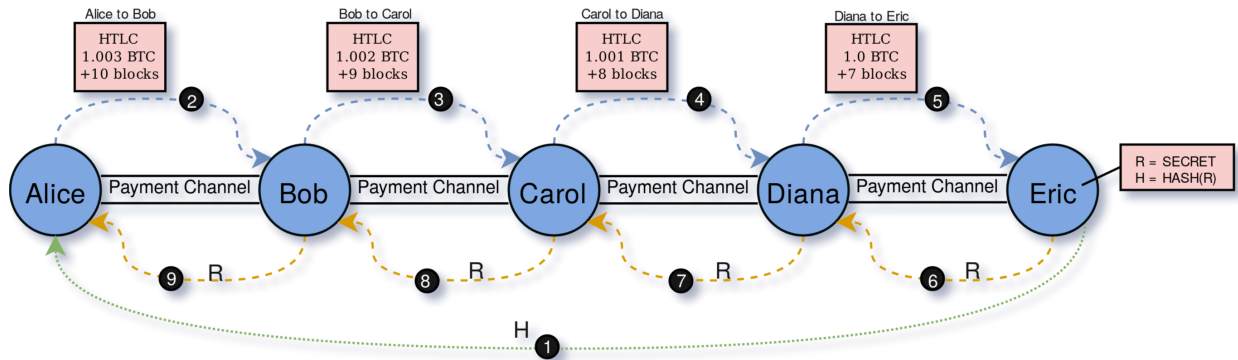 Alice to Bob
Bob to Carol
Carol to Diana
Diana to Eric
HTLC
1.003 BTC
+10 blocks
HTLC
1.002 BTC
+9 blocks
HTLC
1.001 BTC
+8 blocks
HTLC
1.0 BTC
+7 blocks
2
3
4
5
Alice
Payment Channel
Bob
Payment Channel
Carol
Payment Channel
Diana
Payment Channel
Eric
R = SECRET
H = HASH(R)
9
R
8
R
7
R
6
R
H
1